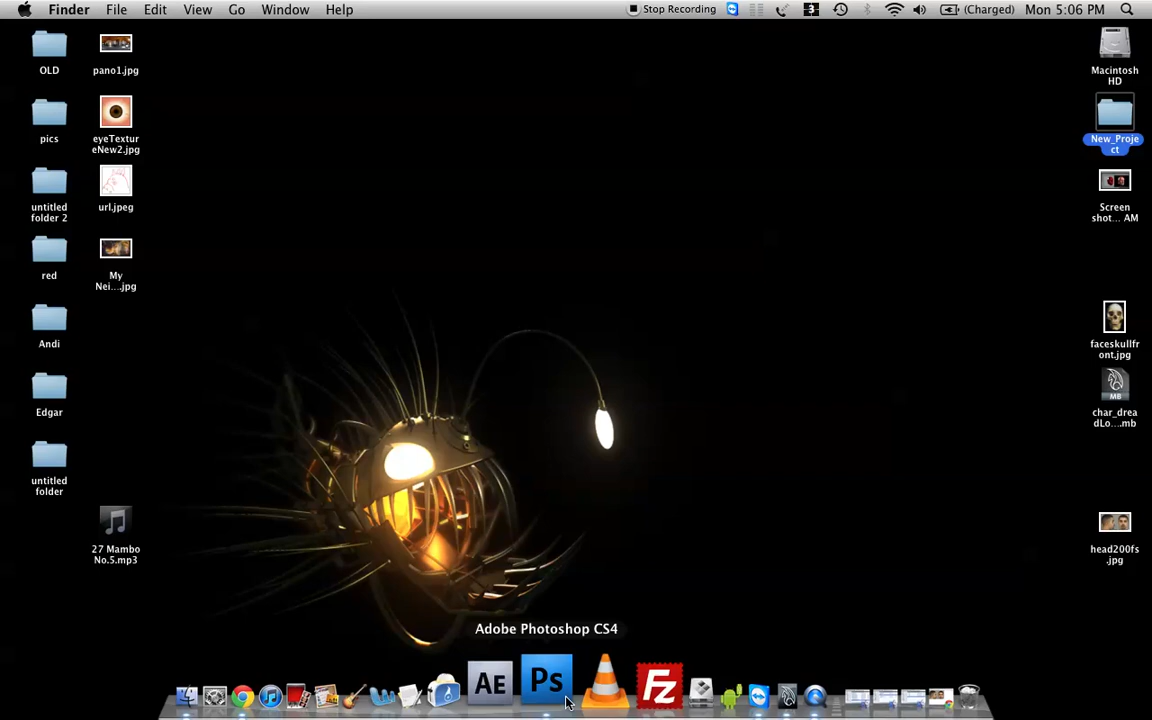 Finder File Edit View Go Window Help
Stop Recording 3 (Charged) Mon 5:06 PM
OLD
pano1.jpg
Macintosh
HD
pics
eyeTextur
eNew2.jpg
New_Proje
ct
untitled
folder 2
url.jpeg
Screen
shot... AM
red
My
Nei....jpg
Andi
faceskullfr
ont.jpg
Edgar
MB
char_drea
dLo....mb
untitled
folder
27 Mambo
No.5.mp3
head200fs
.jpg
Adobe Photoshop CS4
AE
Ps
Fz